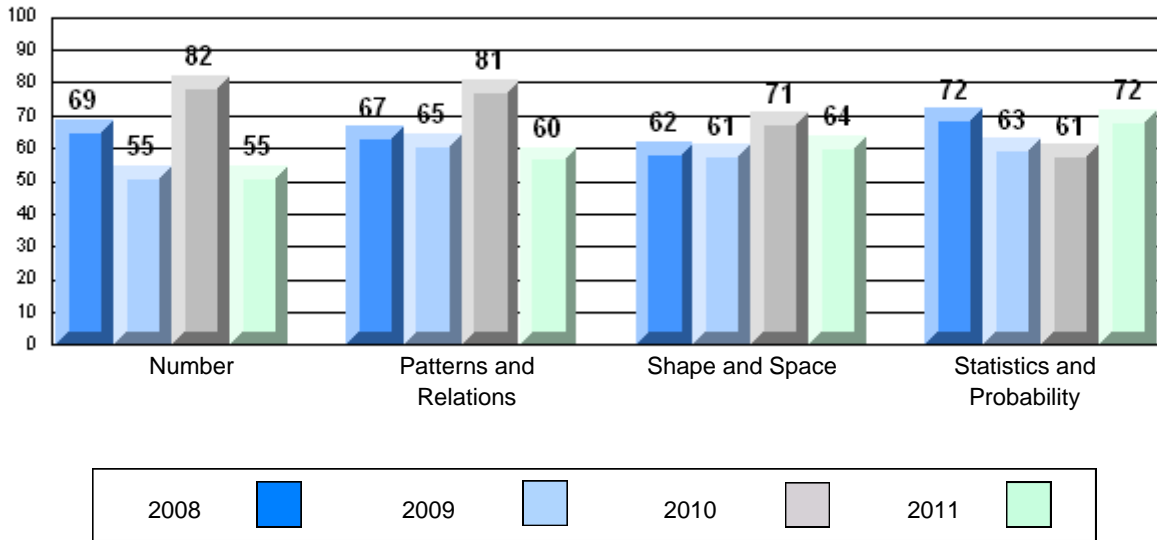 100
90
80
70
60
50
40
30
20
10
0
69 55 82 55
67 65 81 60
62 61 71 64
72 63 61 72
Number
Patterns and
Relations
Shape and Space
Statistics and
Probability
2008 2009 2010 2011